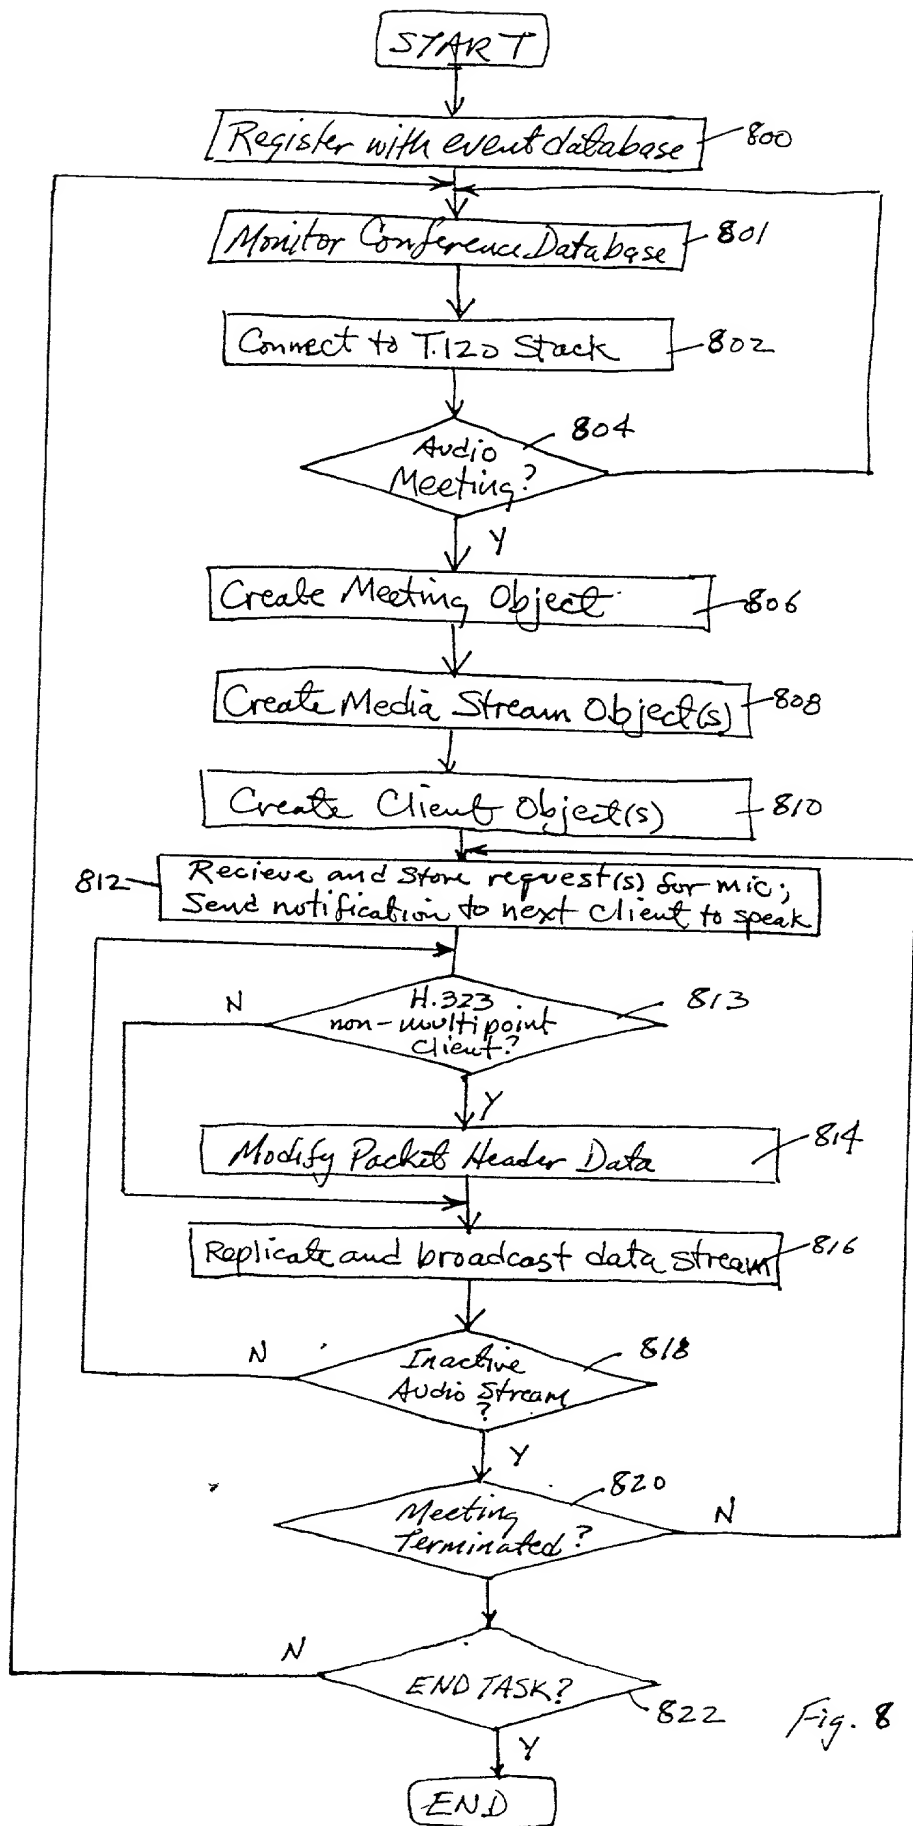 START
Register with event database
800
Monitor Conference Database
801
Connect to T.120 Stack
802
Audio
Meeting?
804
Y
Create Meeting Object
806
Create Media Stream Object(s)
808
Create Client Object(s)
810
812
Recieve and Store request(s) for mic;
Send notification to next client to speak
N
H.323
non-multipoint
client?
813
Y
Modify Packet Header Data
814
Replicate and broadcast data stream
816
N
Inactive
Audio Stream
?
818
Y
Meeting
Terminated?
820
N
N
END TASK?
822
Y
END
Fig. 8